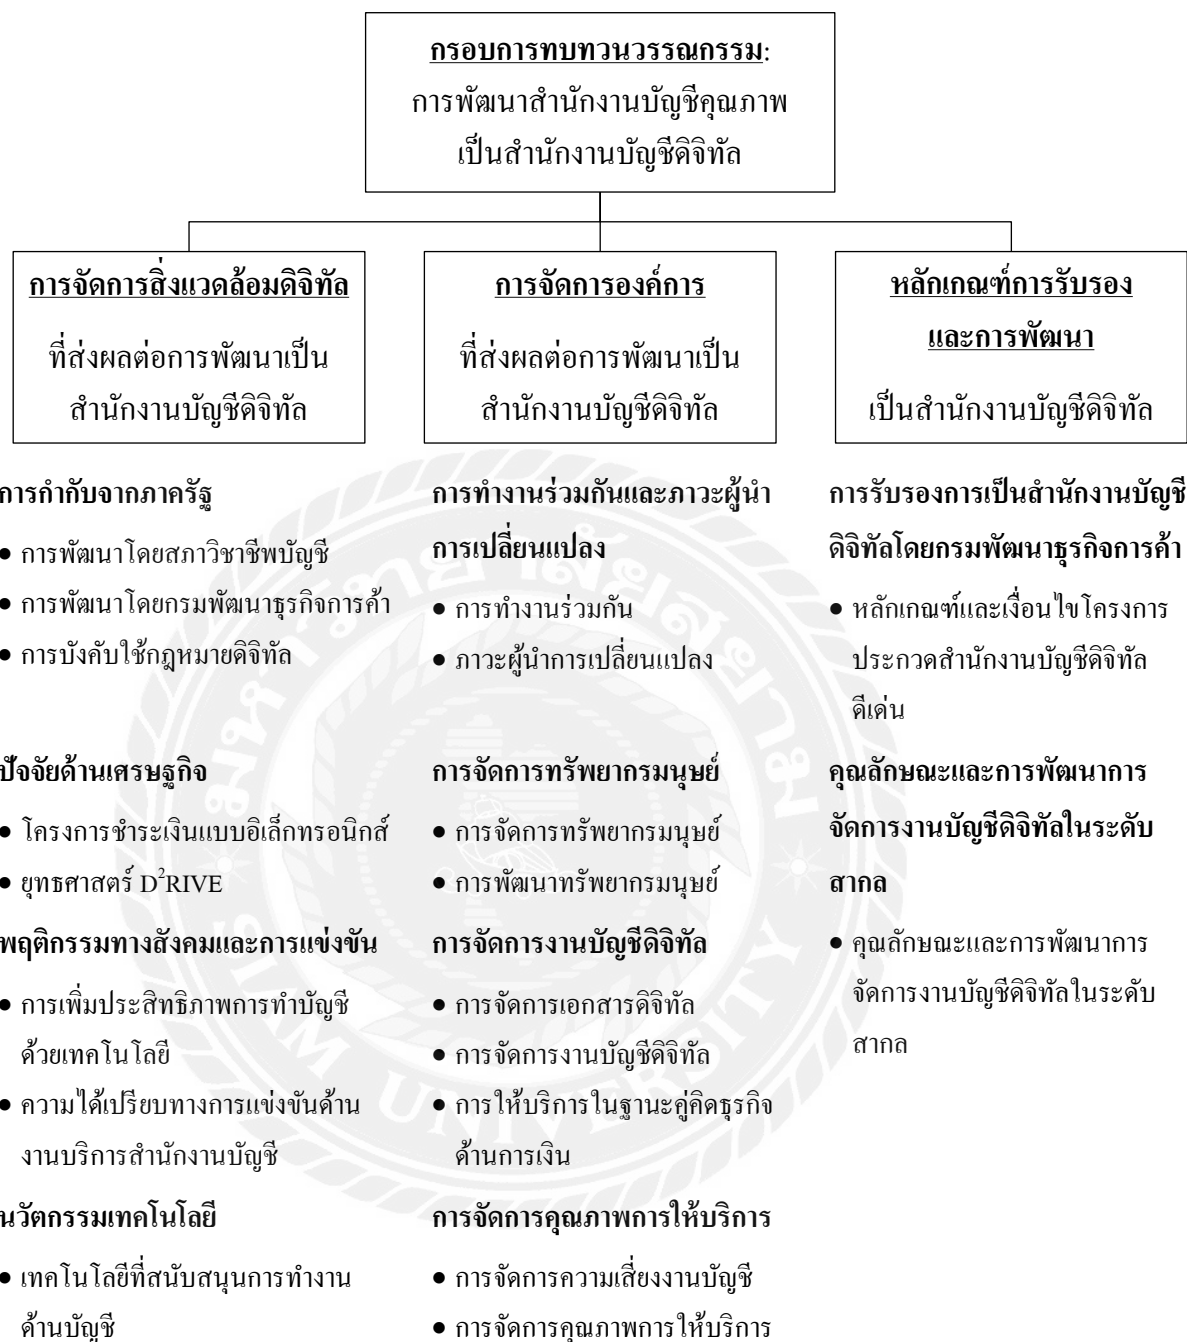 กรอบการทบทวนวรรณกรรม:
การพัฒนาสำนักงานบัญชีคุณภาพ
เป็นสำนักงานบัญชีดิจิทัล
การจัดการสิ่งแวดล้อมดิจิทัล
ที่ส่งผลต่อการพัฒนาเป็น
สำนักงานบัญชีดิจิทัล
การจัดการองค์การ
ที่ส่งผลต่อการพัฒนาเป็น
สำนักงานบัญชีดิจิทัล
หลักเกณฑ์การรับรอง
และการพัฒนา
เป็นสำนักงานบัญชีดิจิทัล
การกำกับจากภาครัฐ
• การพัฒนาโดยสภาวิชาชีพบัญชี
• การพัฒนาโดยกรมพัฒนาธุรกิจการค้า
• การบังคับใช้กฎหมายดิจิทัล
ปัจจัยด้านเศรษฐกิจ
• โครงการชำระเงินแบบอิเล็กทรอนิกส์
• ยุทธศาสตร์ D²RIVE
พฤติกรรมทางสังคมและการแข่งขัน
• การเพิ่มประสิทธิภาพการทำบัญชี
ด้วยเทคโนโลยี
• ความได้เปรียบทางการแข่งขันด้าน
งานบริการสำนักงานบัญชี
นวัตกรรมเทคโนโลยี
• เทคโนโลยีที่สนับสนุนการทำงาน
ด้านบัญชี
การทำงานร่วมกันและภาวะผู้นำ
การเปลี่ยนแปลง
• การทำงานร่วมกัน
• ภาวะผู้นำการเปลี่ยนแปลง
การจัดการทรัพยากรมนุษย์
• การจัดการทรัพยากรมนุษย์
• การพัฒนาทรัพยากรมนุษย์
การจัดการงานบัญชีดิจิทัล
• การจัดการเอกสารดิจิทัล
• การจัดการงานบัญชีดิจิทัล
• การให้บริการในฐานะคู่คิดธุรกิจ
ด้านการเงิน
การจัดการคุณภาพการให้บริการ
• การจัดการความเสี่ยงงานบัญชี
• การจัดการคุณภาพการให้บริการ
การรับรองการเป็นสำนักงานบัญชี
ดิจิทัลโดยกรมพัฒนาธุรกิจการค้า
• หลักเกณฑ์และเงื่อนไขโครงการ
ประกวดสำนักงานบัญชีดิจิทัล
ดีเด่น
คุณลักษณะและการพัฒนาการ
จัดการงานบัญชีดิจิทัลในระดับ
สากล
• คุณลักษณะและการพัฒนาการ
จัดการงานบัญชีดิจิทัลในระดับ
สากล
มหาวิทยาลัยสยาม
SIAM UNIVERSITY